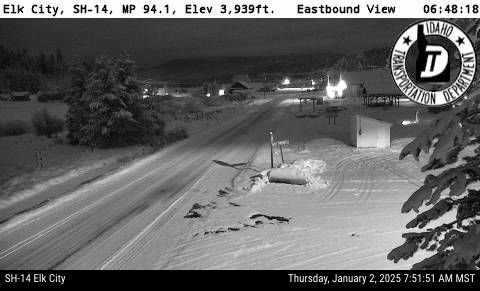 Elk City, SH-14, MP 94.1, Elev 3,939ft. Eastbound View 06:48:18
IDAHO
TRANSPORTATION DEPARTMENT
SH-14 Elk City Thursday, January 2, 2025 7:51:51 AM MST